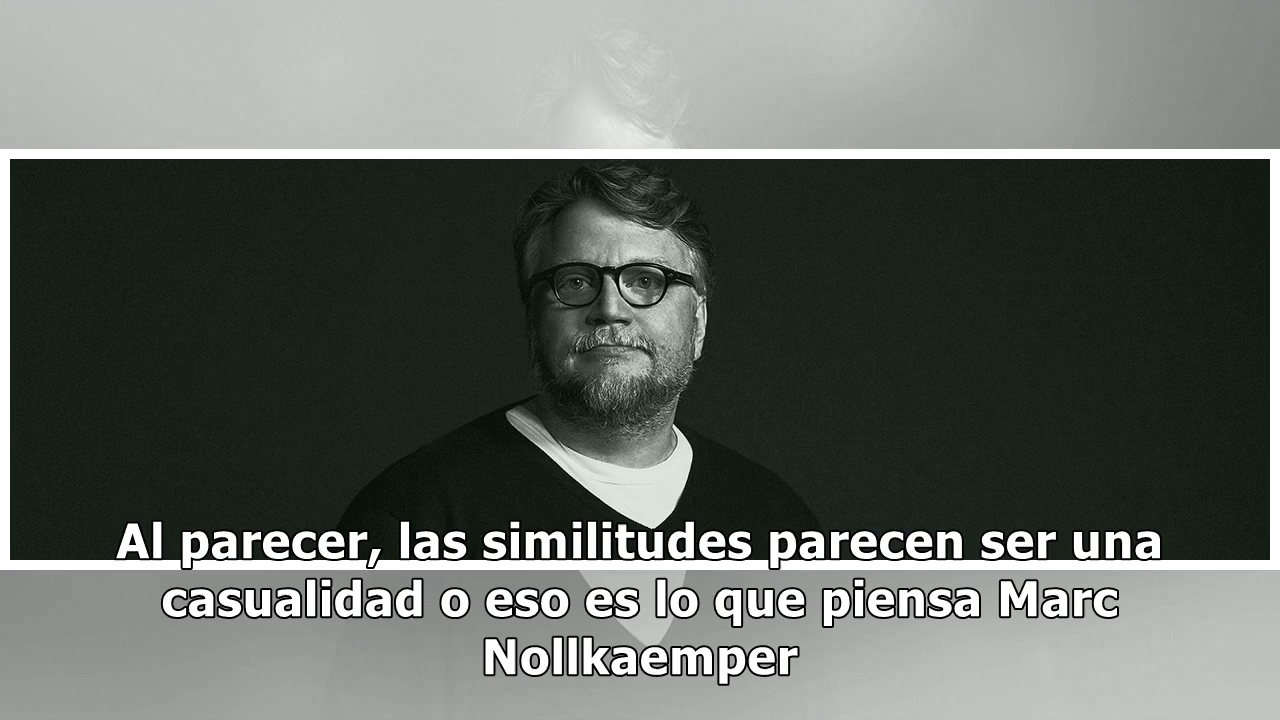 Al parecer, las similitudes parecen ser una
casualidad o eso es lo que piensa Marc
Nollkaemper